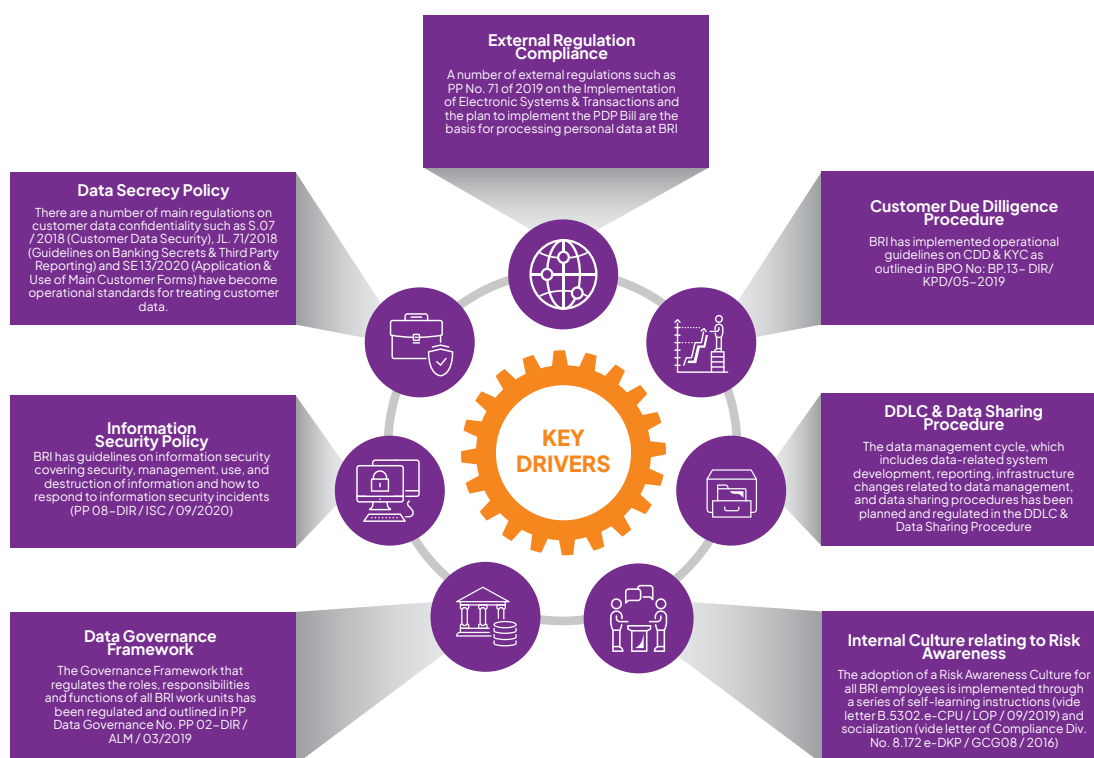 External Regulation
Compliance
A number of external regulations such as
PP No. 71 of 2019 on the Implementation
of Electronic Systems & Transactions and
the plan to implement the PDP Bill are the
basis for processing personal data at BRI
Data Secrecy Policy
There are a number of main regulations on
customer data confidentiality such as S.07
/ 2018 (Customer Data Security), JL. 71/2018
(Guidelines on Banking Secrets & Third Party
Reporting) and SE 13/2020 (Application &
Use of Main Customer Forms) have become
operational standards for treating customer
data.
Customer Due Dilligence
Procedure
BRI has implemented operational
guidelines on CDD & KYC as
outlined in BPO No: BP.13- DIR/
KPD/05-2019
Information
Security Policy
BRI has guidelines on information security
covering security, management, use, and
destruction of information and how to
respond to information security incidents
(PP 08-DIR / ISC / 09/2020)
KEY
DRIVERS
DDLC & Data Sharing
Procedure
The data management cycle, which
includes data-related system
development, reporting, infrastructure
changes related to data management,
and data sharing procedures has been
planned and regulated in the DDLC &
Data Sharing Procedure
Data Governance
Framework
The Governance Framework that
regulates the roles, responsibilities
and functions of all BRI work units has
been regulated and outlined in PP
Data Governance No. PP 02-DIR /
ALM / 03/2019
Internal Culture relating to Risk
Awareness
The adoption of a Risk Awareness Culture for
all BRI employees is implemented through
a series of self-learning instructions (vide
letter B.5302.e-CPU / LOP / 09/2019) and
socialization (vide letter of Compliance Div.
No. 8.172 e-DKP / GCG08 / 2016)